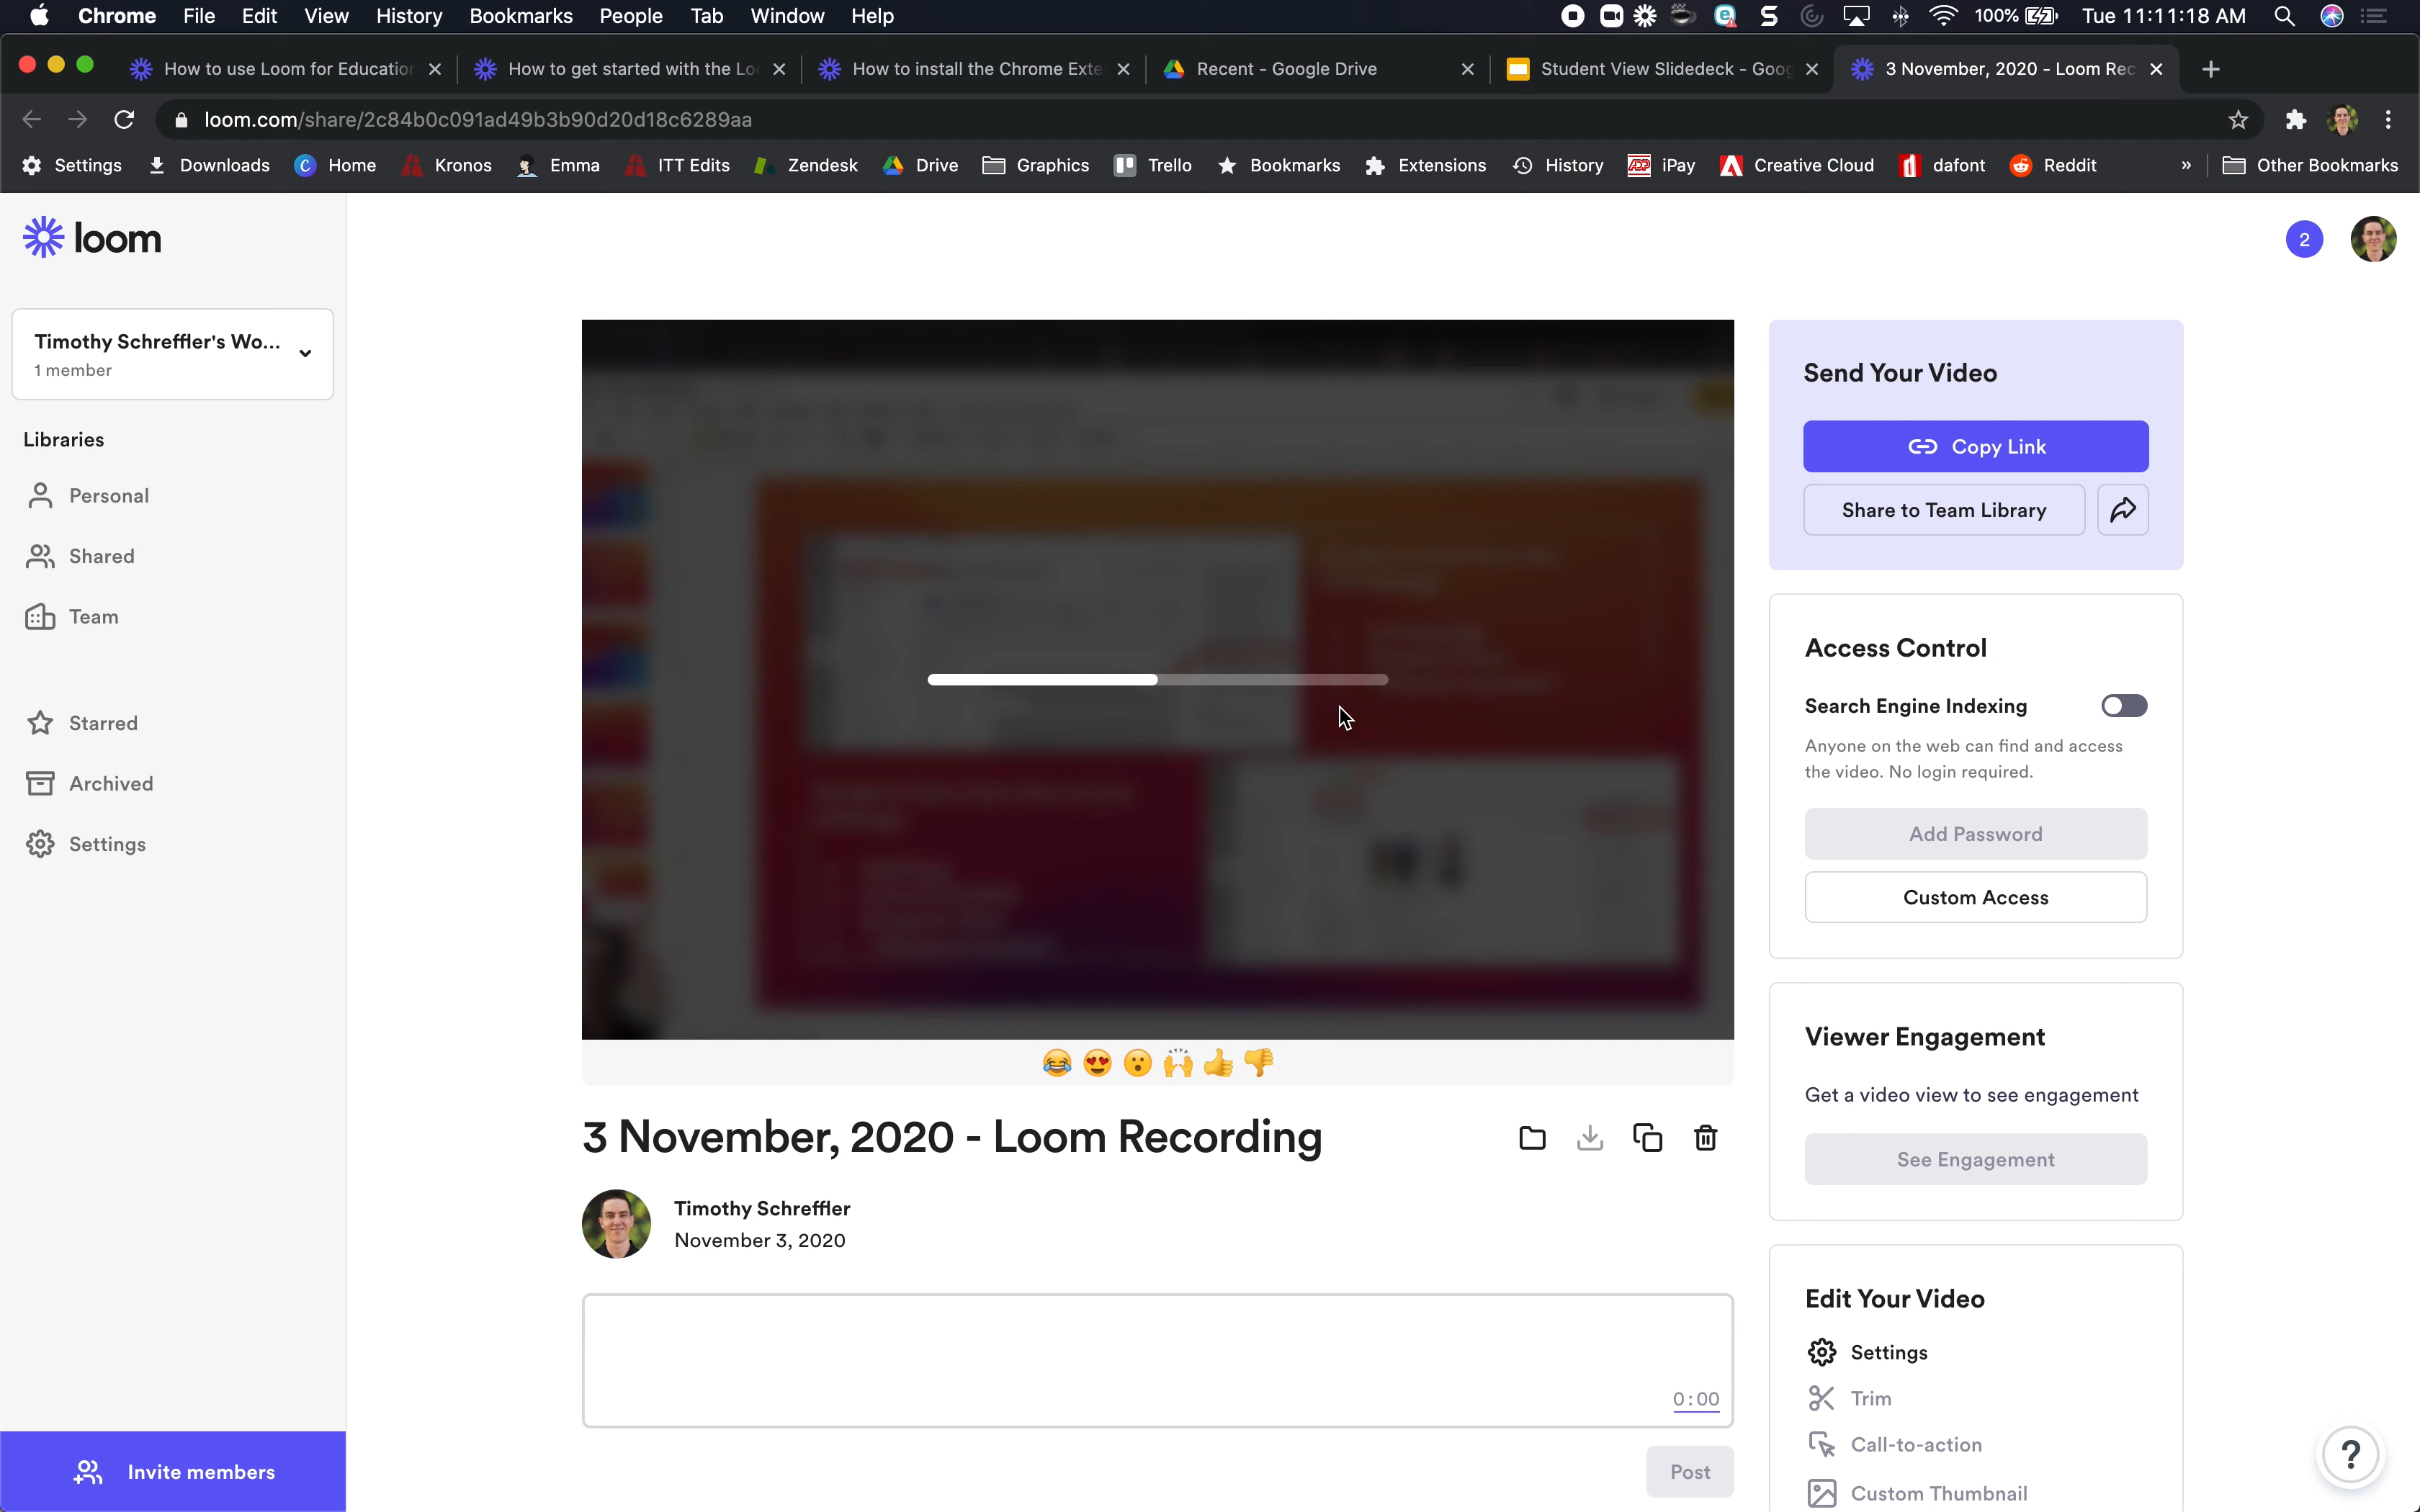 Chrome File Edit View History Bookmarks People Tab Window Help 100% Tue 11:11:18 AM
How to use Loom for Education How to get started with the Loo How to install the Chrome Exte Recent - Google Drive Student View Slidedeck - Goog 3 November, 2020 - Loom Rec
loom.com/share/2c84b0c091ad49b3b90d20d18c6289aa
Settings Downloads Home Kronos Emma ITT Edits Zendesk Drive Graphics Trello Bookmarks Extensions History iPay Creative Cloud dafont Reddit » Other Bookmarks
loom
2
Timothy Schreffler's Wo...
1 member
Libraries
Personal
Shared
Team
Starred
Archived
Settings
Invite members
3 November, 2020 - Loom Recording
Timothy Schreffler
November 3, 2020
0:00
Post
Send Your Video
Copy Link
Share to Team Library
Access Control
Search Engine Indexing
Anyone on the web can find and access
the video. No login required.
Add Password
Custom Access
Viewer Engagement
Get a video view to see engagement
See Engagement
Edit Your Video
Settings
Trim
Call-to-action
Custom Thumbnail
?